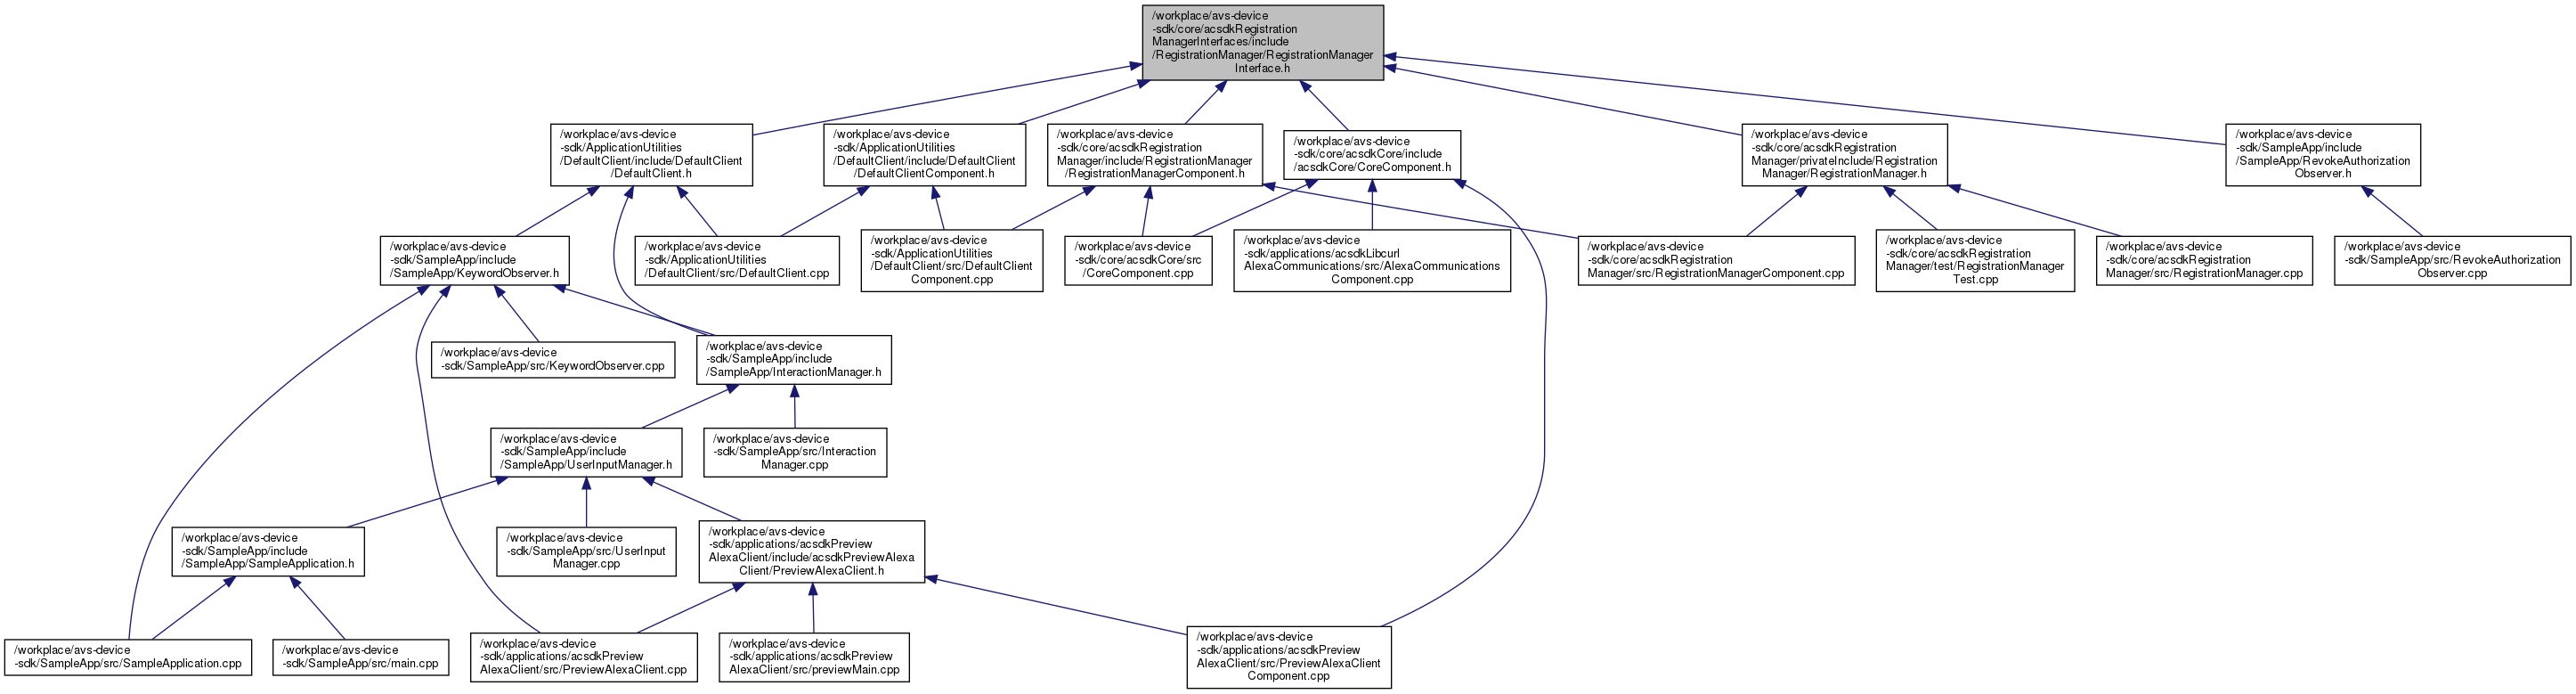 /workplace/avs-device
-sdk/core/acsdkRegistration
ManagerInterfaces/include
/RegistrationManager/RegistrationManager
Interface.h
/workplace/avs-device
-sdk/ApplicationUtilities
/DefaultClient/include/DefaultClient
/DefaultClient.h
/workplace/avs-device
-sdk/ApplicationUtilities
/DefaultClient/include/DefaultClient
/DefaultClientComponent.h
/workplace/avs-device
-sdk/core/acsdkRegistration
Manager/include/RegistrationManager
/RegistrationManagerComponent.h
/workplace/avs-device
-sdk/core/acsdkCore/include
/acsdkCore/CoreComponent.h
/workplace/avs-device
-sdk/core/acsdkRegistration
Manager/privateInclude/Registration
Manager/RegistrationManager.h
/workplace/avs-device
-sdk/SampleApp/include
/SampleApp/RevokeAuthorization
Observer.h
/workplace/avs-device
-sdk/SampleApp/include
/SampleApp/KeywordObserver.h
/workplace/avs-device
-sdk/ApplicationUtilities
/DefaultClient/src/DefaultClient.cpp
/workplace/avs-device
-sdk/ApplicationUtilities
/DefaultClient/src/DefaultClient
Component.cpp
/workplace/avs-device
-sdk/core/acsdkCore/src
/CoreComponent.cpp
/workplace/avs-device
-sdk/applications/acsdkLibcurl
AlexaCommunications/src/AlexaCommunications
Component.cpp
/workplace/avs-device
-sdk/core/acsdkRegistration
Manager/src/RegistrationManagerComponent.cpp
/workplace/avs-device
-sdk/core/acsdkRegistration
Manager/test/RegistrationManager
Test.cpp
/workplace/avs-device
-sdk/core/acsdkRegistration
Manager/src/RegistrationManager.cpp
/workplace/avs-device
-sdk/SampleApp/src/RevokeAuthorization
Observer.cpp
/workplace/avs-device
-sdk/SampleApp/src/KeywordObserver.cpp
/workplace/avs-device
-sdk/SampleApp/include
/SampleApp/InteractionManager.h
/workplace/avs-device
-sdk/SampleApp/include
/SampleApp/UserInputManager.h
/workplace/avs-device
-sdk/SampleApp/src/Interaction
Manager.cpp
/workplace/avs-device
-sdk/SampleApp/include
/SampleApp/SampleApplication.h
/workplace/avs-device
-sdk/SampleApp/src/UserInput
Manager.cpp
/workplace/avs-device
-sdk/applications/acsdkPreview
AlexaClient/include/acsdkPreviewAlexa
Client/PreviewAlexaClient.h
/workplace/avs-device
-sdk/SampleApp/src/SampleApplication.cpp
/workplace/avs-device
-sdk/SampleApp/src/main.cpp
/workplace/avs-device
-sdk/applications/acsdkPreview
AlexaClient/src/PreviewAlexaClient.cpp
/workplace/avs-device
-sdk/applications/acsdkPreview
AlexaClient/src/previewMain.cpp
/workplace/avs-device
-sdk/applications/acsdkPreview
AlexaClient/src/PreviewAlexaClient
Component.cpp